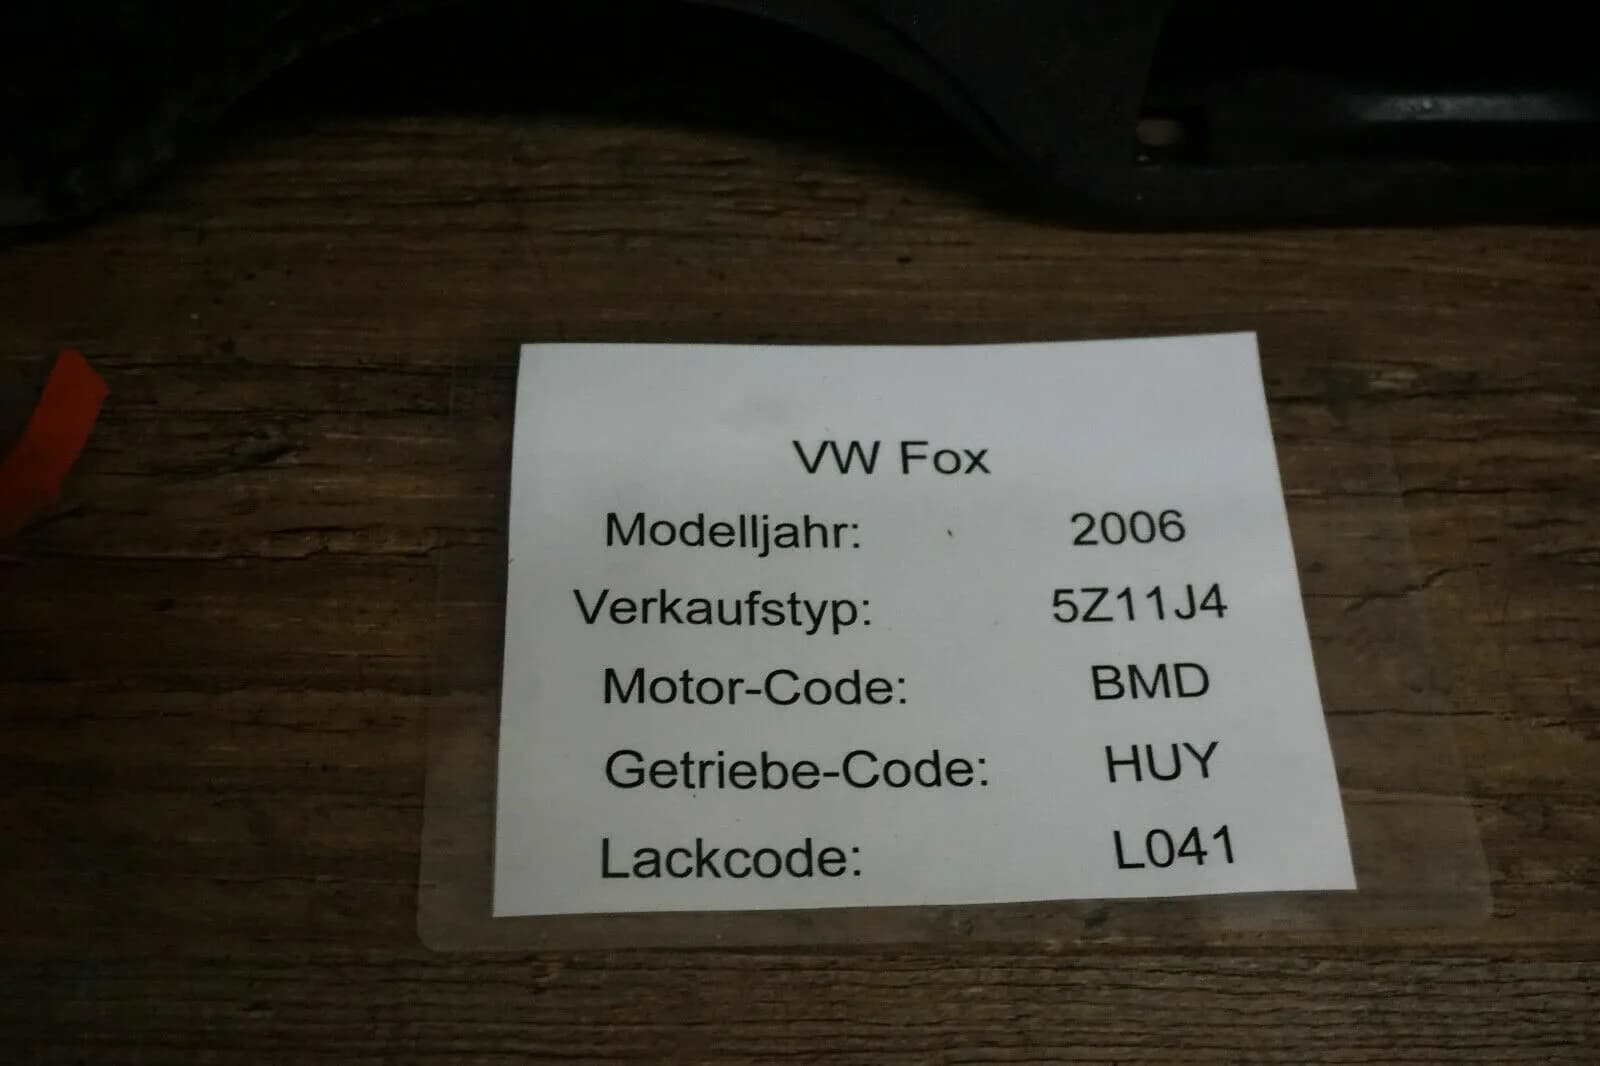 VW Fox
Modelljahr: 2006
Verkaufstyp: 5Z11J4
Motor-Code: BMD
Getriebe-Code: HUY
Lackcode: L041